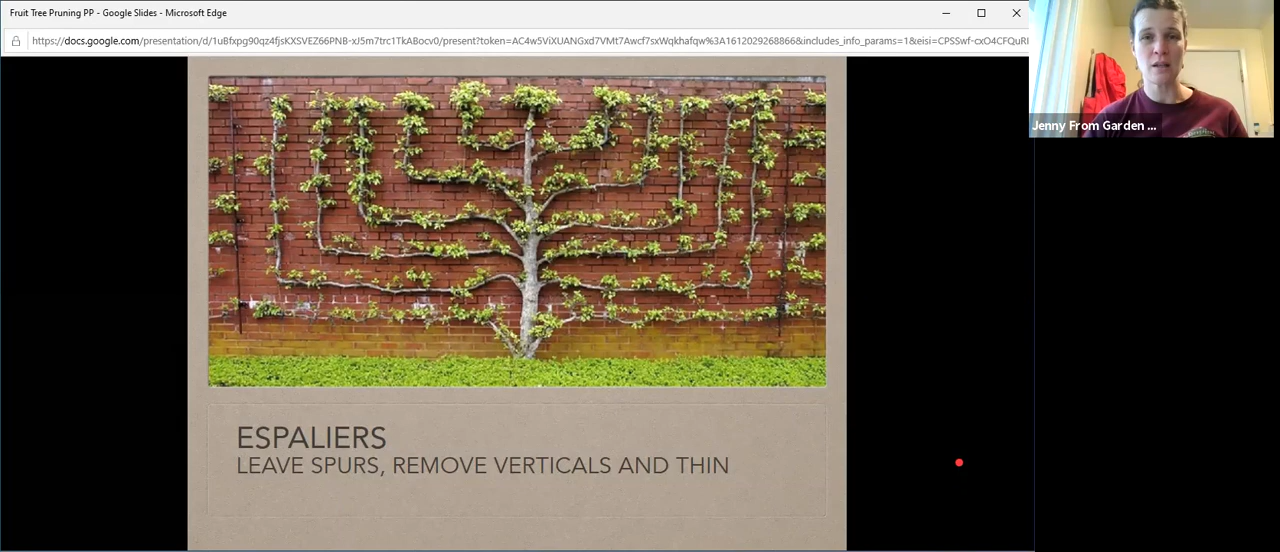 Fruit Tree Pruning PP - Google Slides - Microsoft Edge
https://docs.google.com/presentation/d/1uBfxpg90qz4fjsKXSVEZ66PNB-xJ5m7trc1TkABocv0/present?token=AC4w5ViXUANGxd7VMt7Awcf7sxWqkhafqw%3A1612029268866&includes_info_params=1&eisi=CPSSwf-cxO4CFQuRl
Jenny From Garden ...
ESPALIERS
LEAVE SPURS, REMOVE VERTICALS AND THIN